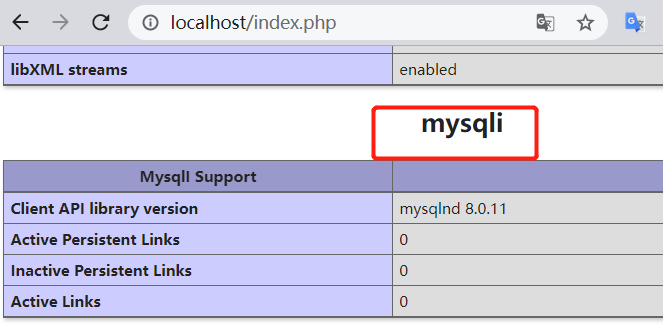 localhost/index.php
libXML streams enabled
mysqli
MysqlI Support
Client API library version mysqlnd 8.0.11
Active Persistent Links 0
Inactive Persistent Links 0
Active Links 0